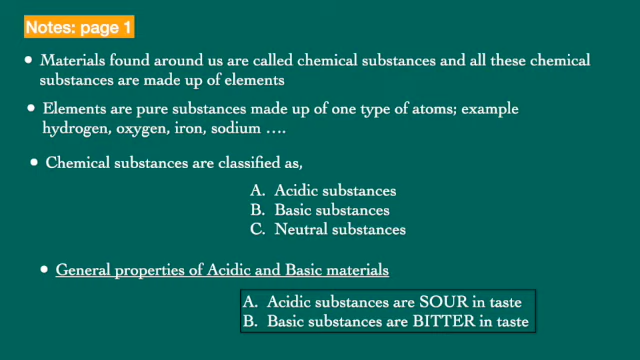 Notes: page 1
• Materials found around us are called chemical substances and all these chemical
substances are made up of elements
• Elements are pure substances made up of one type of atoms; example
hydrogen, oxygen, iron, sodium ....
• Chemical substances are classified as,
A. Acidic substances
B. Basic substances
C. Neutral substances
• General properties of Acidic and Basic materials
A. Acidic substances are SOUR in taste
B. Basic substances are BITTER in taste